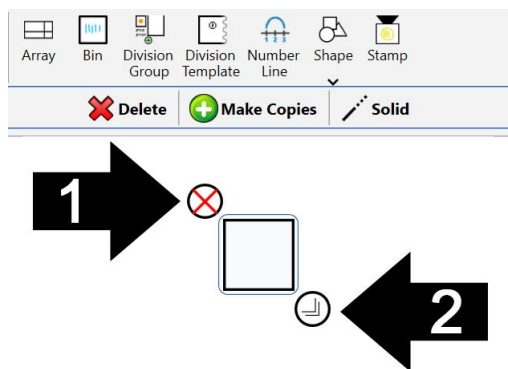 Array Bin Division Group Division Template Number Line Shape Stamp
Delete Make Copies Solid
1
2